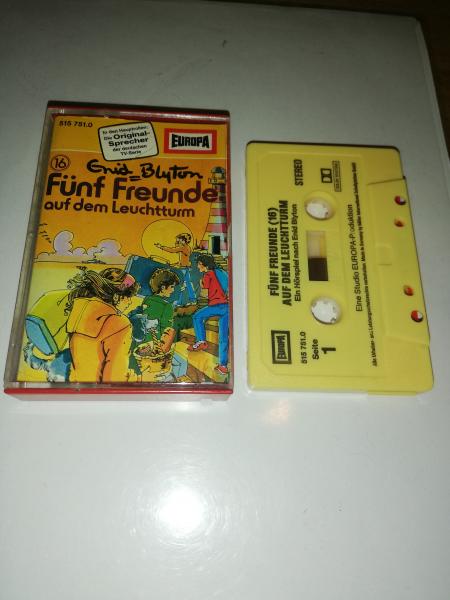 515 751.0
In den Hauptrollen:
Die Original-
Sprecher
der deutschen
TV-Serie
EUROPA
16
Enid Blyton
Fünf Freunde
auf dem Leuchtturm
EUROPA
515 751.0
Seite
1
FÜNF FREUNDE (16)
AUF DEM LEUCHTTURM
Ein Hörspiel nach Enid Blyton
STEREO
Eine Studio EUROPA-Produktion